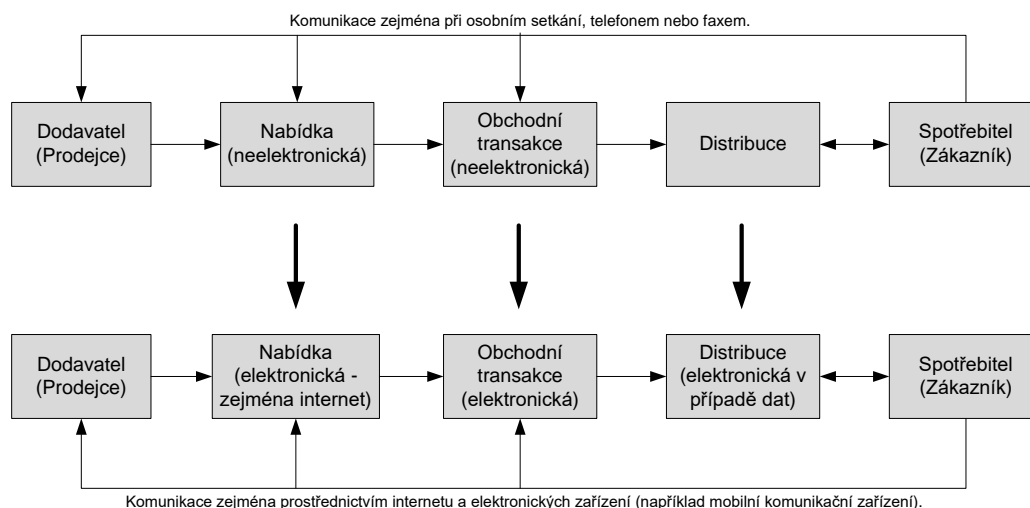 Komunikace zejména při osobním setkání, telefonem nebo faxem.
Dodavatel
(Prodejce)
Nabídka
(neelektronická)
Obchodní
transakce
(neelektronická)
Distribuce
Spotřebitel
(Zákazník)
Dodavatel
(Prodejce)
Nabídka
(elektronická -
zejména internet)
Obchodní
transakce
(elektronická)
Distribuce
(elektronická v
případě dat)
Spotřebitel
(Zákazník)
Komunikace zejména prostřednictvím internetu a elektronických zařízení (například mobilní komunikační zařízení).